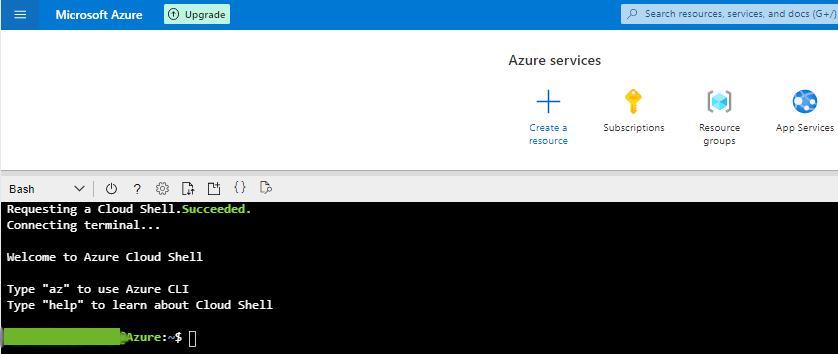 Microsoft Azure
Upgrade
Search resources, services, and docs (G+/)
Azure services
Create a resource
Subscriptions
Resource groups
App Services
Bash
?
{}
Requesting a Cloud Shell.Succeeded.
Connecting terminal...
Welcome to Azure Cloud Shell
Type "az" to use Azure CLI
Type "help" to learn about Cloud Shell
@Azure:~$